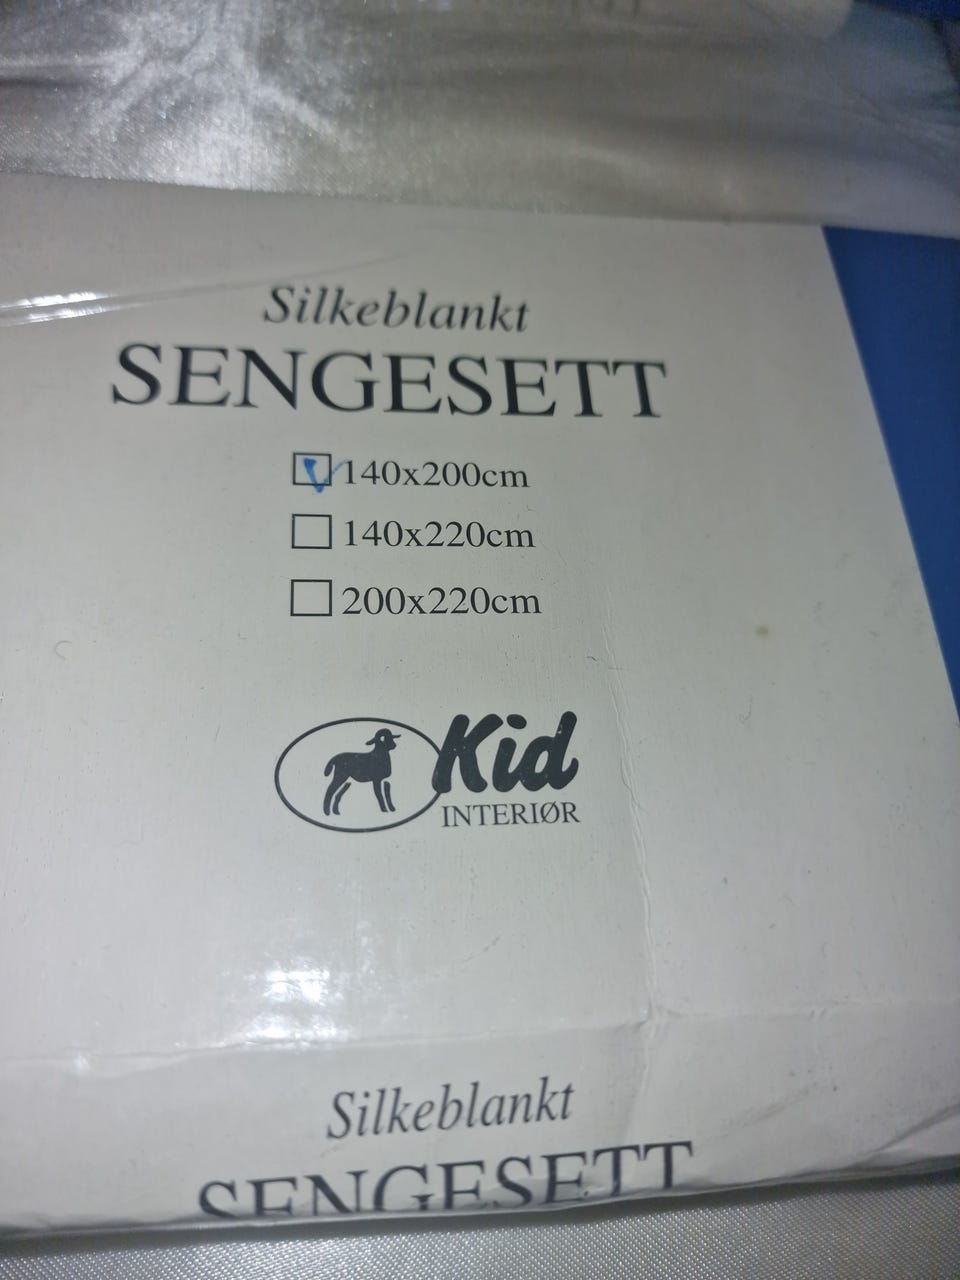 Silkeblankt
SENGESETT
140x200cm
140x220cm
200x220cm
Kid
INTERIØR
Silkeblankt
SENGESETT